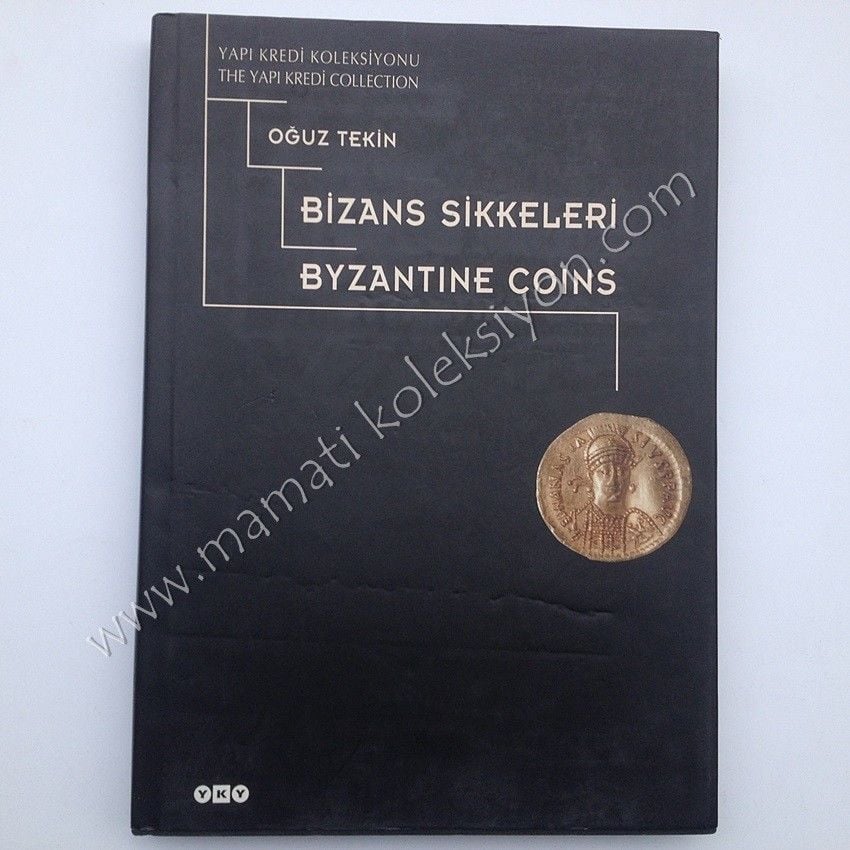 YAPI KREDİ KOLEKSİYONU
THE YAPI KREDİ COLLECTION
OĞUZ TEKİN
BİZANS SİKKELERİ
BYZANTINE COINS
www.mamati koleksiyon.com
YKY